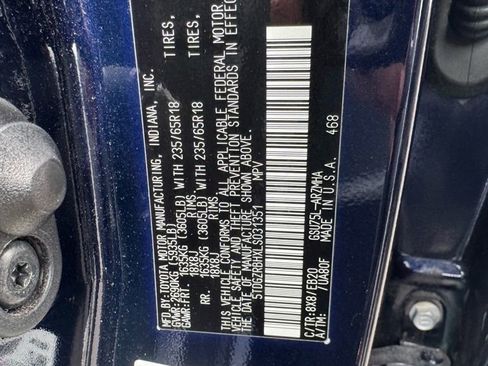 MFD. BY: TOYOTA MOTOR MANUFACTURING, INDIANA, INC.
GVWR: 2690KG (5935LB)
GAWR: FRT. 1635KG (3605LB) WITH 235/65R18 TIRES,
18X8J RIMS,
RR. 1635KG (3605LB) WITH 235/65R18 TIRES,
18X8J RIMS,
THIS VEHICLE CONFORMS TO ALL APPLICABLE FEDERAL MOTOR
VEHICLE SAFETY AND THEFT PREVENTION STANDARDS IN EFFECT
ON THE DATE OF MANUFACTURE SHOWN ABOVE.
MPV
C/TR: 8X8/EB20 GSU75L-ARZMHA
A/TM: /UA80F MADE IN U.S.A. 468